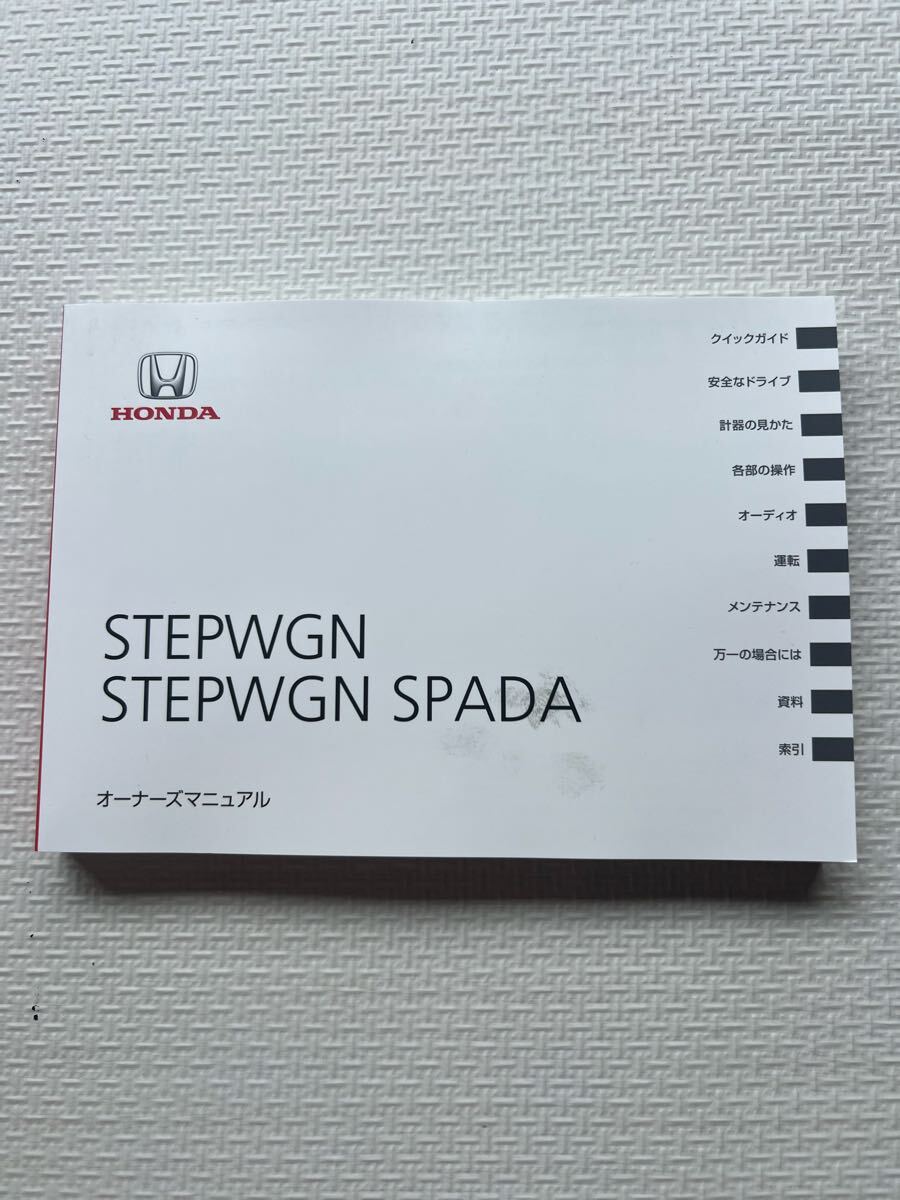 HONDA
STEPWGN
STEPWGN SPADA
オーナーズマニュアル
クイックガイド
安全なドライブ
計器の見かた
各部の操作
オーディオ
運転
メンテナンス
万一の場合には
資料
索引